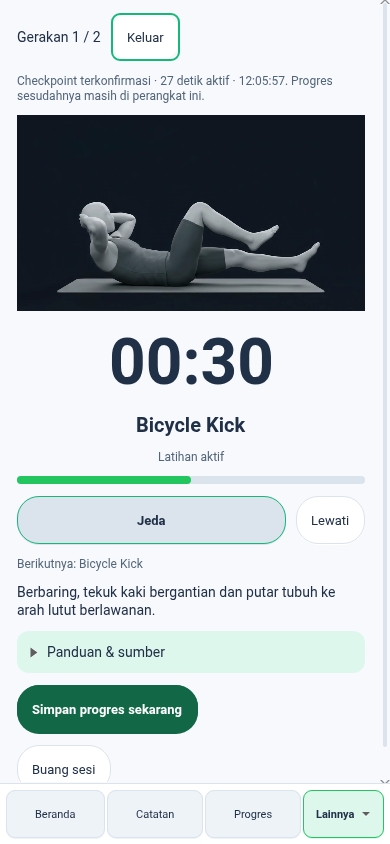 Gerakan 1 / 2
Keluar
Checkpoint terkonfirmasi · 27 detik aktif · 12:05:57. Progres
sesudahnya masih di perangkat ini.
00:30
Bicycle Kick
Latihan aktif
Jeda
Lewati
Berikutnya: Bicycle Kick
Berbaring, tekuk kaki bergantian dan putar tubuh ke
arah lutut berlawanan.
Panduan & sumber
Simpan progres sekarang
Buang sesi
Beranda
Catatan
Progres
Lainnya